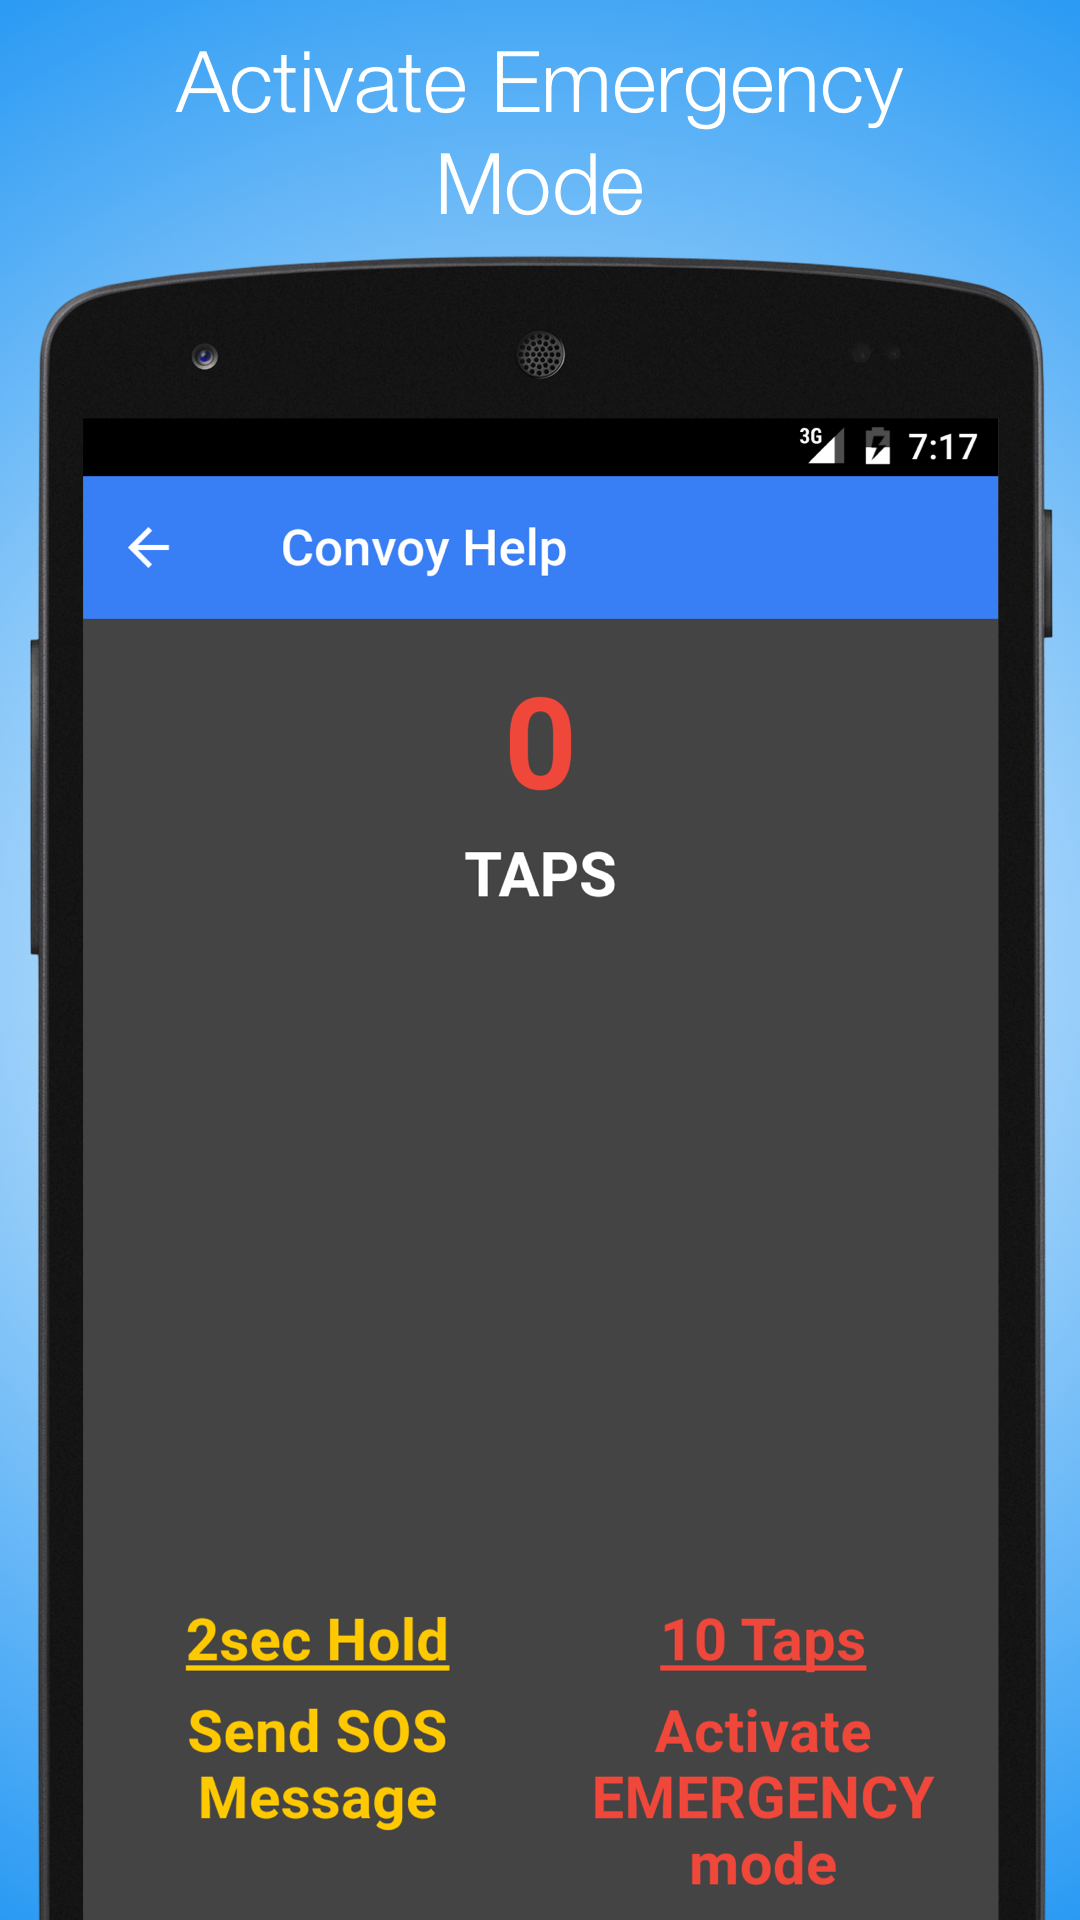 Activate Emergency
Mode
3G 7:17
Convoy Help
0
TAPS
2sec Hold
Send SOS
Message
10 Taps
Activate
EMERGENCY
mode